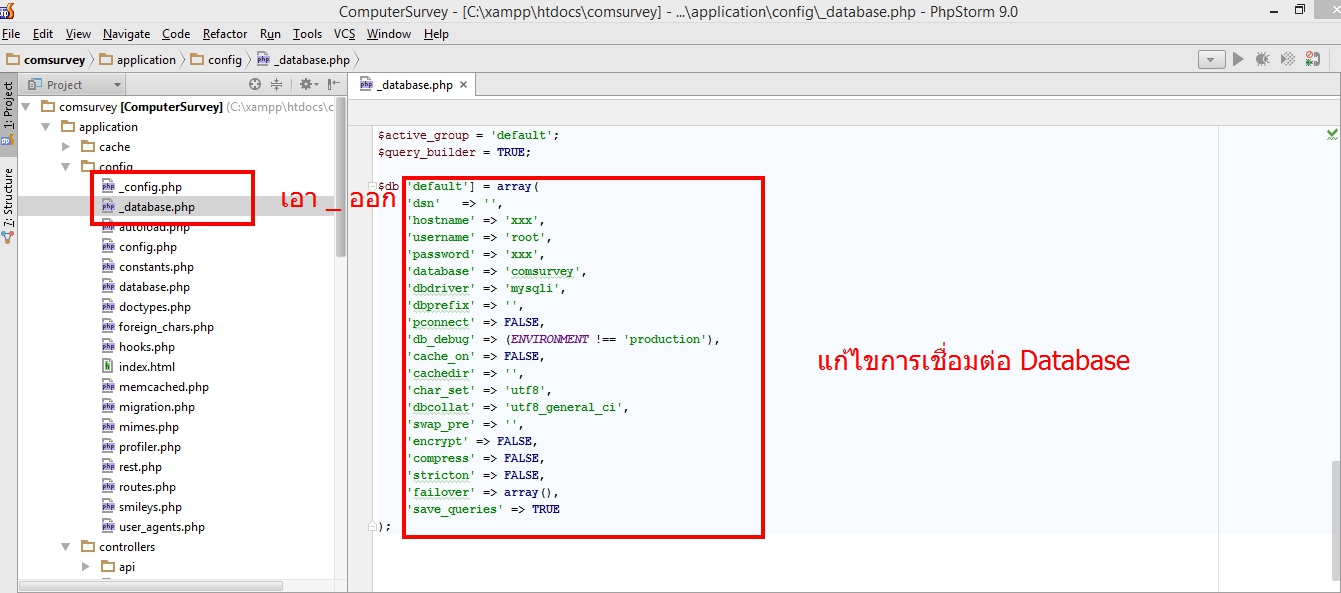 ComputerSurvey - [C:\xampp\htdocs\comsurvey] - ...\application\config\_database.php - PhpStorm 9.0
File Edit View Navigate Code Refactor Run Tools VCS Window Help
comsurvey application config _database.php
Project
_database.php
1: Project
7: Structure
comsurvey [ComputerSurvey] (C:\xampp\htdocs\c
application
cache
config
_config.php
_database.php
autoload.php
config.php
constants.php
database.php
doctypes.php
foreign_chars.php
hooks.php
index.html
memcached.php
migration.php
mimes.php
profiler.php
rest.php
routes.php
smileys.php
user_agents.php
controllers
api
เอา _ ออก
$active_group = 'default';
$query_builder = TRUE;
$db 'default'] = array(
'dsn' => '',
'hostname' => 'xxx',
'username' => 'root',
'password' => 'xxx',
'database' => 'comsurvey',
'dbdriver' => 'mysqli',
'dbprefix' => '',
'pconnect' => FALSE,
'db_debug' => (ENVIRONMENT !== 'production'),
'cache_on' => FALSE,
'cachedir' => '',
'char_set' => 'utf8',
'dbcollat' => 'utf8_general_ci',
'swap_pre' => '',
'encrypt' => FALSE,
'compress' => FALSE,
'stricton' => FALSE,
'failover' => array(),
'save_queries' => TRUE
);
แก้ไขการเชื่อมต่อ Database